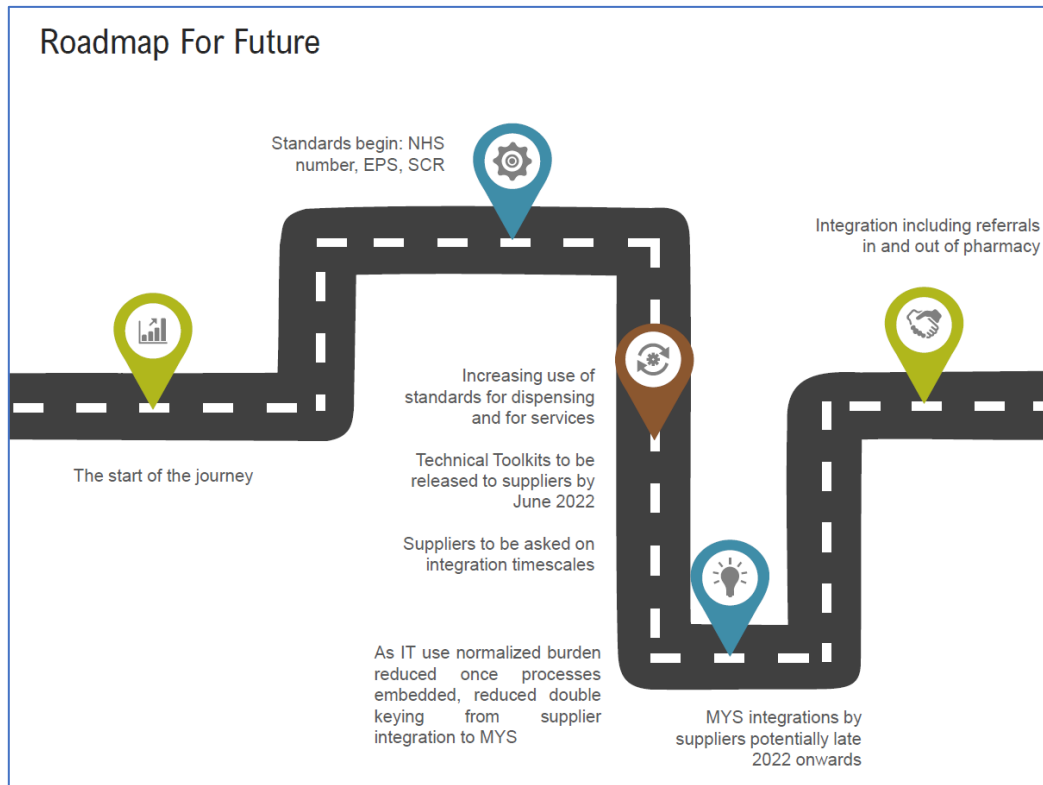 Roadmap For Future
Standards begin: NHS
number, EPS, SCR
Integration including referrals
in and out of pharmacy
The start of the journey
Increasing use of
standards for dispensing
and for services
Technical Toolkits to be
released to suppliers by
June 2022
Suppliers to be asked on
integration timescales
As IT use normalized burden
reduced once processes
embedded, reduced double
keying from supplier
integration to MYS
MYS integrations by
suppliers potentially late
2022 onwards